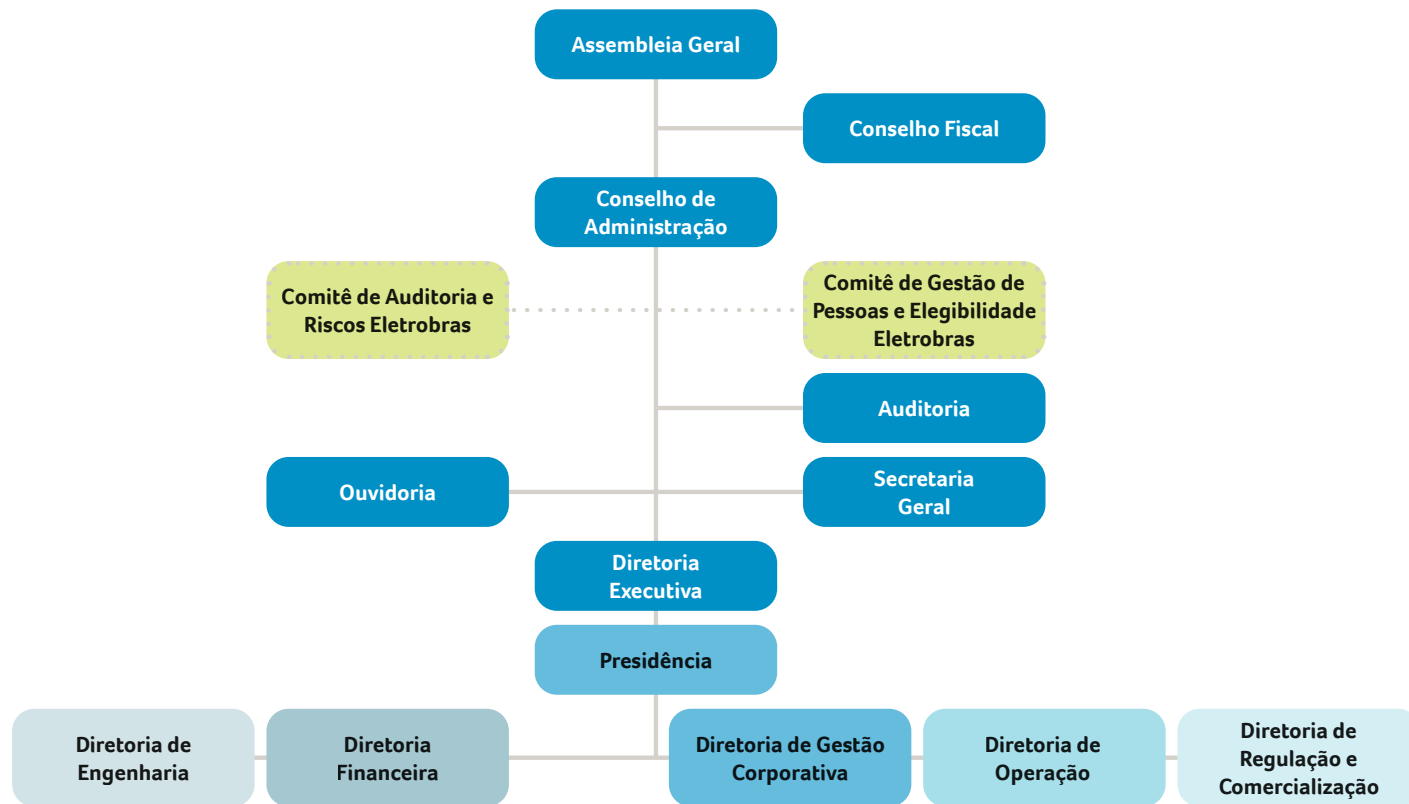 Assembleia Geral
Conselho Fiscal
Conselho de
Administração
Comitê de Auditoria e
Riscos Eletrobras
Comitê de Gestão de
Pessoas e Elegibilidade
Eletrobras
Auditoria
Ouvidoria
Secretaria
Geral
Diretoria
Executiva
Presidência
Diretoria de
Engenharia
Diretoria
Financeira
Diretoria de Gestão
Corporativa
Diretoria de
Operação
Diretoria de
Regulação e
Comercialização